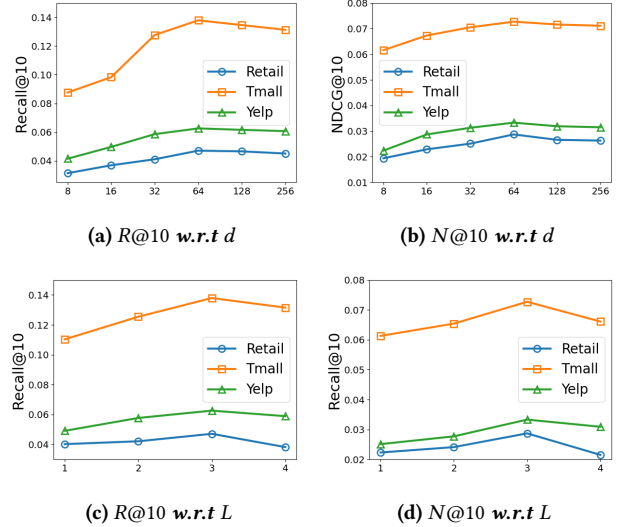 0.14
0.12
0.10
0.08
0.06
0.04
Recall@10
Retail
Tmall
Yelp
8 16 32 64 128 256
(a) R@10 w.r.t d
0.08
0.07
0.06
0.05
0.04
0.03
0.02
0.01
NDCG@10
Retail
Tmall
Yelp
8 16 32 64 128 256
(b) N@10 w.r.t d
0.14
0.12
0.10
0.08
0.06
0.04
Recall@10
Retail
Tmall
Yelp
1 2 3 4
(c) R@10 w.r.t L
0.08
0.07
0.06
0.05
0.04
0.03
0.02
Recall@10
Retail
Tmall
Yelp
1 2 3 4
(d) N@10 w.r.t L